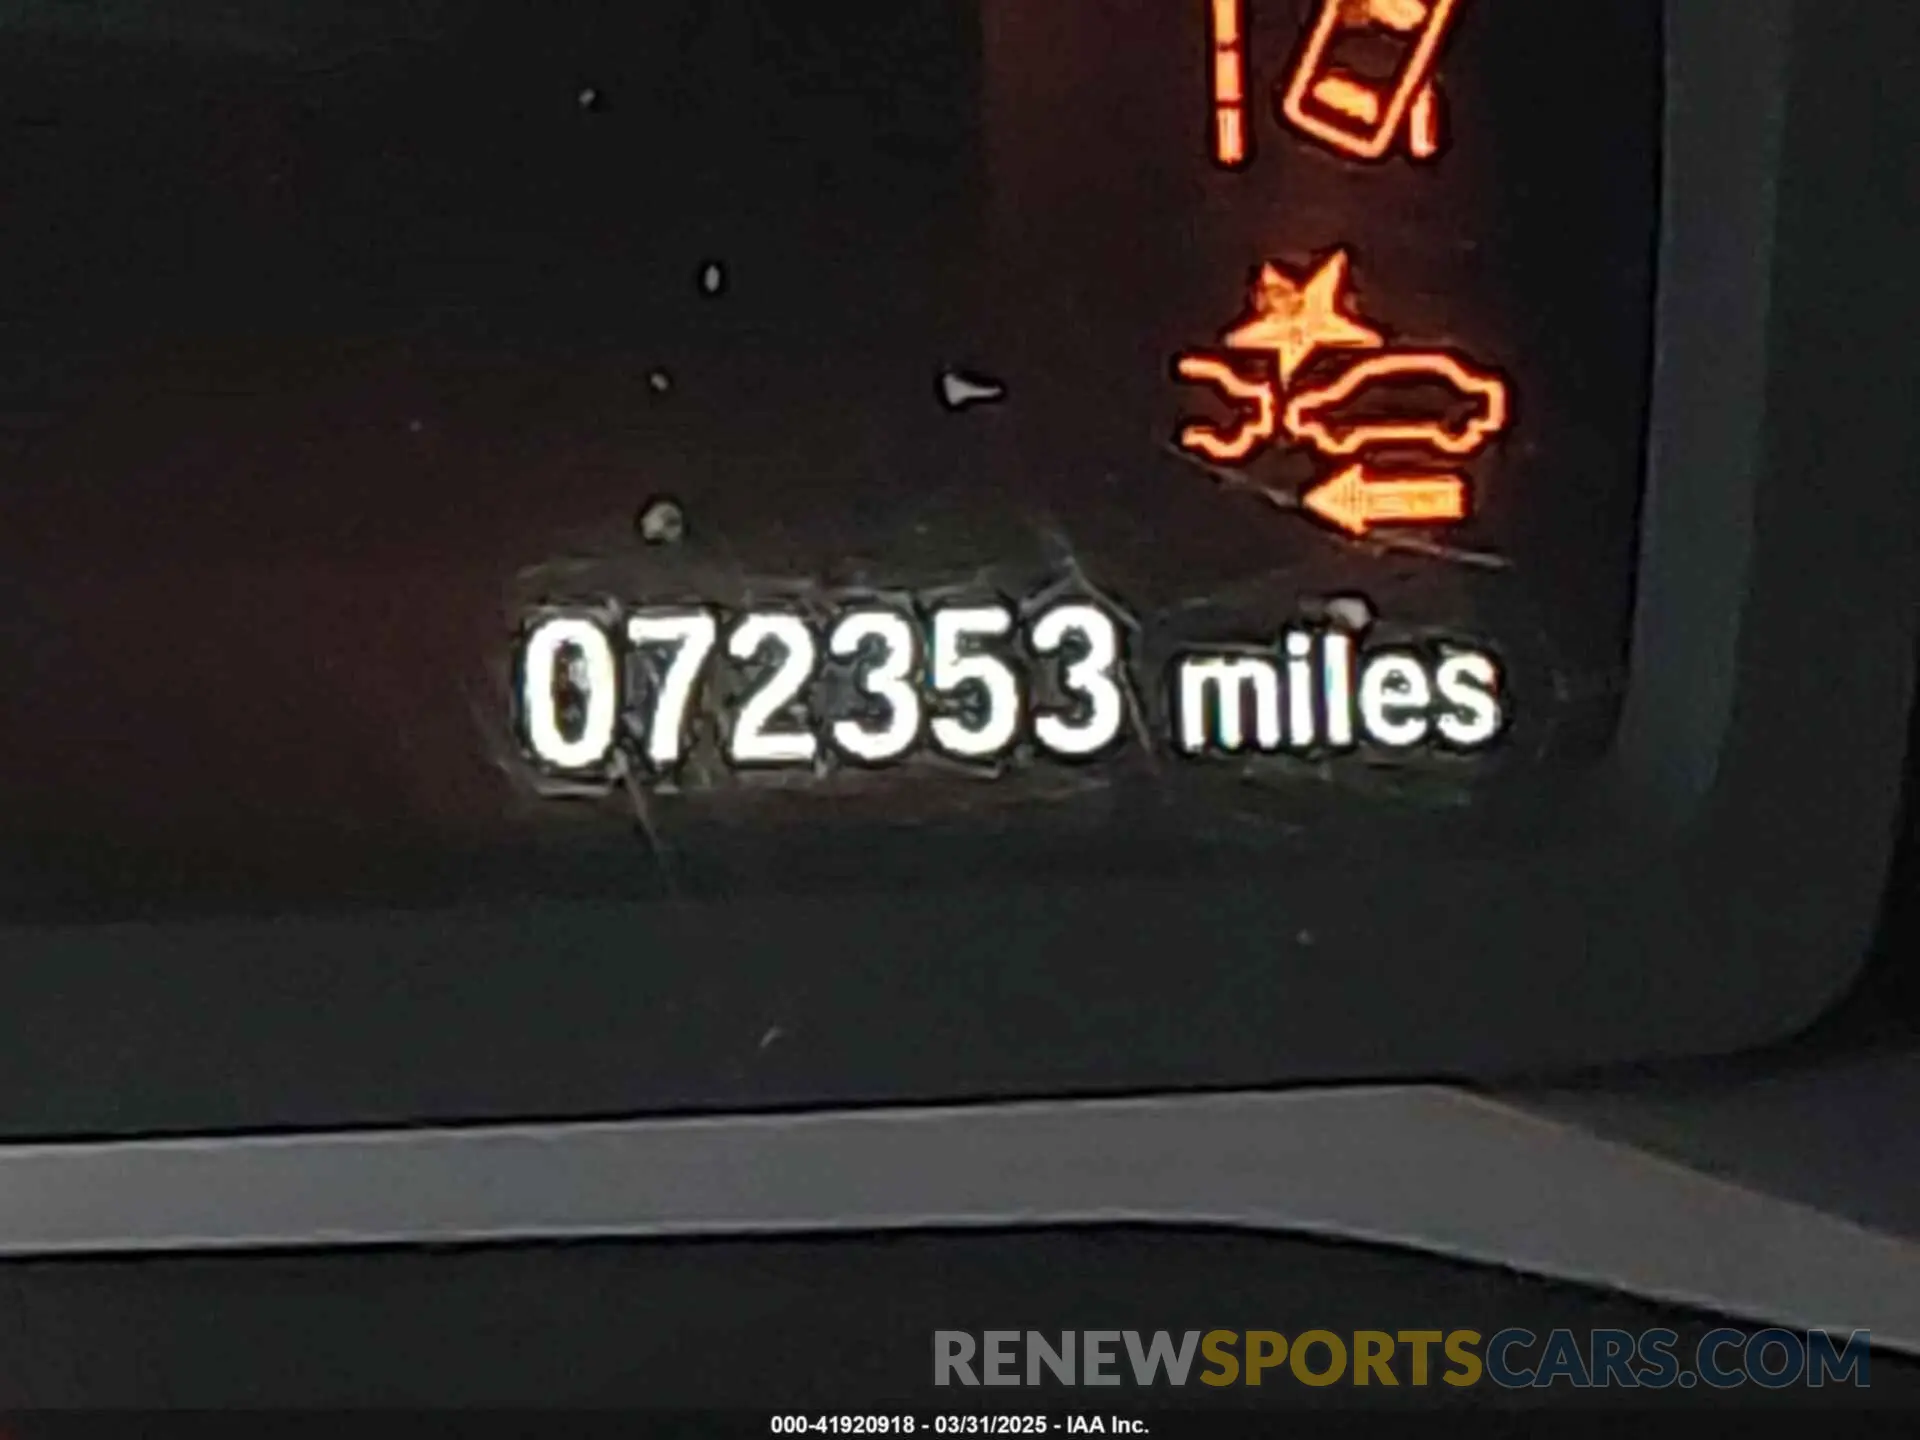 072353 miles
RENEWSPORTSCARS.COM
000-41920918 - 03/31/2025 - IAA Inc.